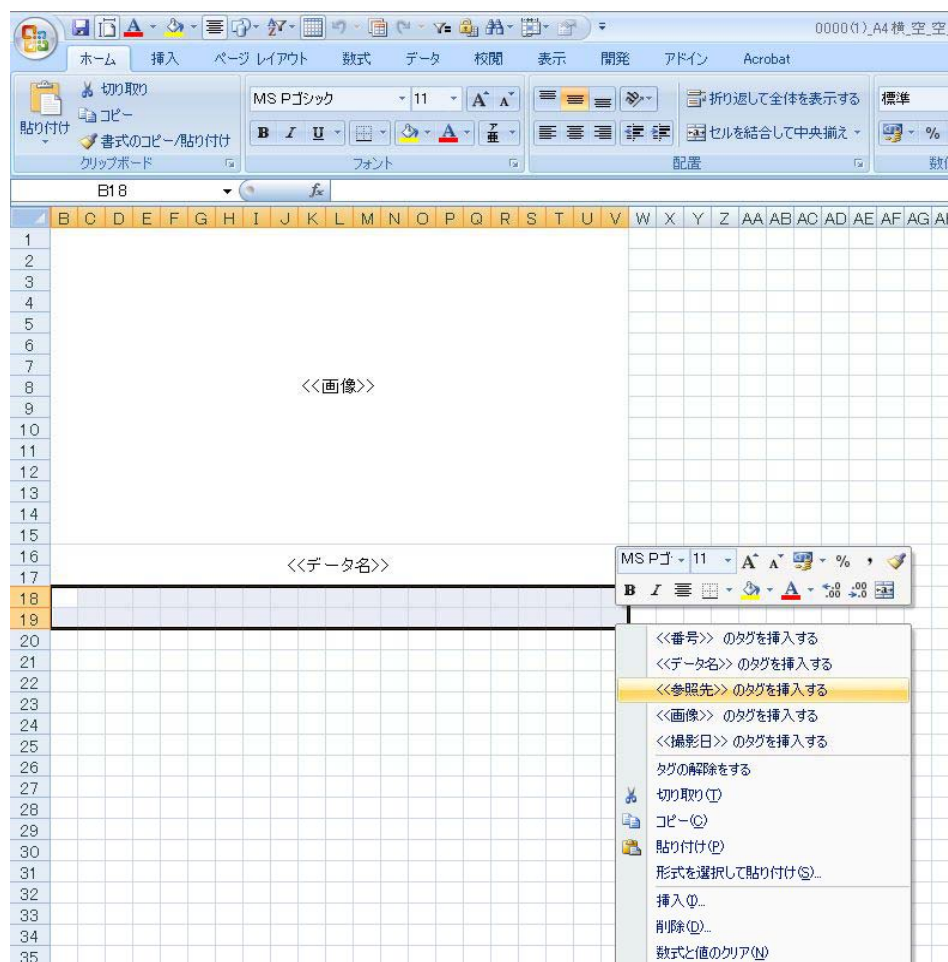 0000(1)_A4横_空_空
ホーム 挿入 ページ レイアウト 数式 データ 校閲 表示 開発 アドイン Acrobat
切り取り
コピー
書式のコピー/貼り付け
貼り付け
クリップボード
MS Pゴシック 11
B I U
フォント
折り返して全体を表示する
セルを結合して中央揃え
配置
標準
%
B18
fx
B C D E F G H I J K L M N O P Q R S T U V W X Y Z AA AB AC AD AE AF AG
1
2
3
4
5
6
7
8 <<画像>>
9
10
11
12
13
14
15
16
<<データ名>>
17
18
19
20
21
22
23
24
25
26
27
28
29
30
31
32
33
34
35
MS Pゴ 11 A A % ,
B I A .00 .00
<<番号>> のタグを挿入する
<<データ名>> のタグを挿入する
<<参照先>> のタグを挿入する
<<画像>> のタグを挿入する
<<撮影日>> のタグを挿入する
タグの解除をする
切り取り(T)
コピー(C)
貼り付け(P)
形式を選択して貼り付け(S)...
挿入(I)...
削除(D)...
数式と値のクリア(N)